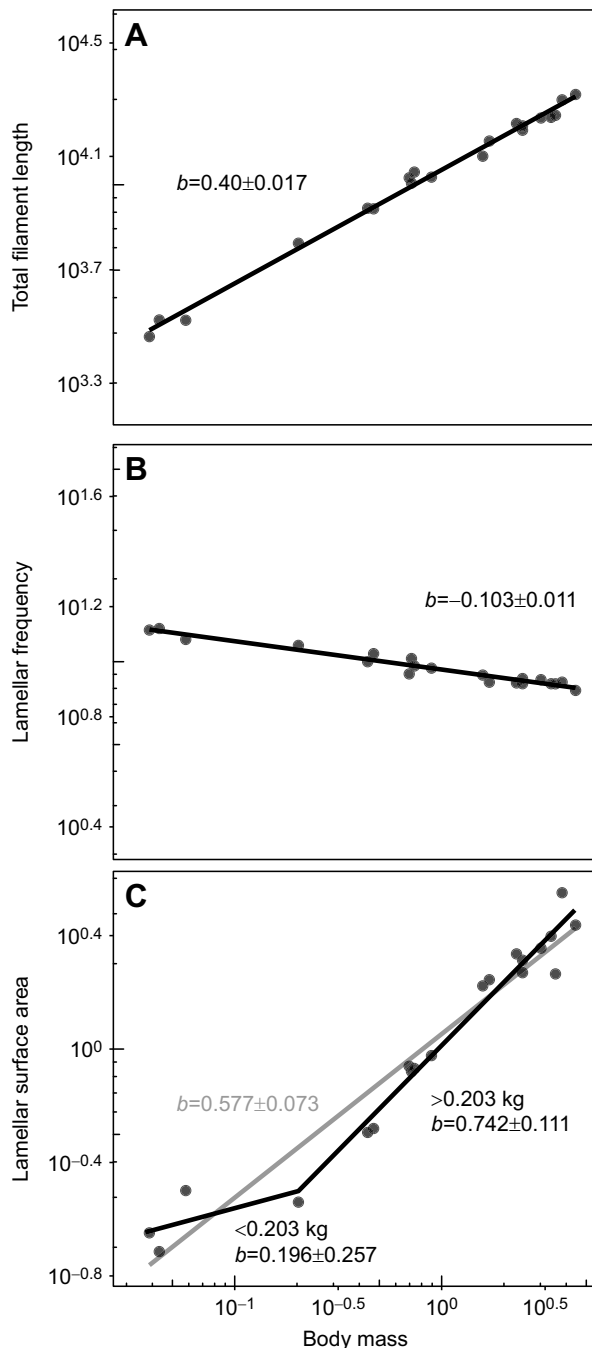 A
10^4.5
10^4.1
10^3.7
10^3.3
Total filament length
b=0.40±0.017
B
10^1.6
10^1.2
10^0.8
10^0.4
Lamellar frequency
b=−0.103±0.011
C
10^0.4
10^0
10^−0.4
10^−0.8
Lamellar surface area
b=0.577±0.073
>0.203 kg
b=0.742±0.111
<0.203 kg
b=0.196±0.257
10^−1 10^−0.5 10^0 10^0.5
Body mass